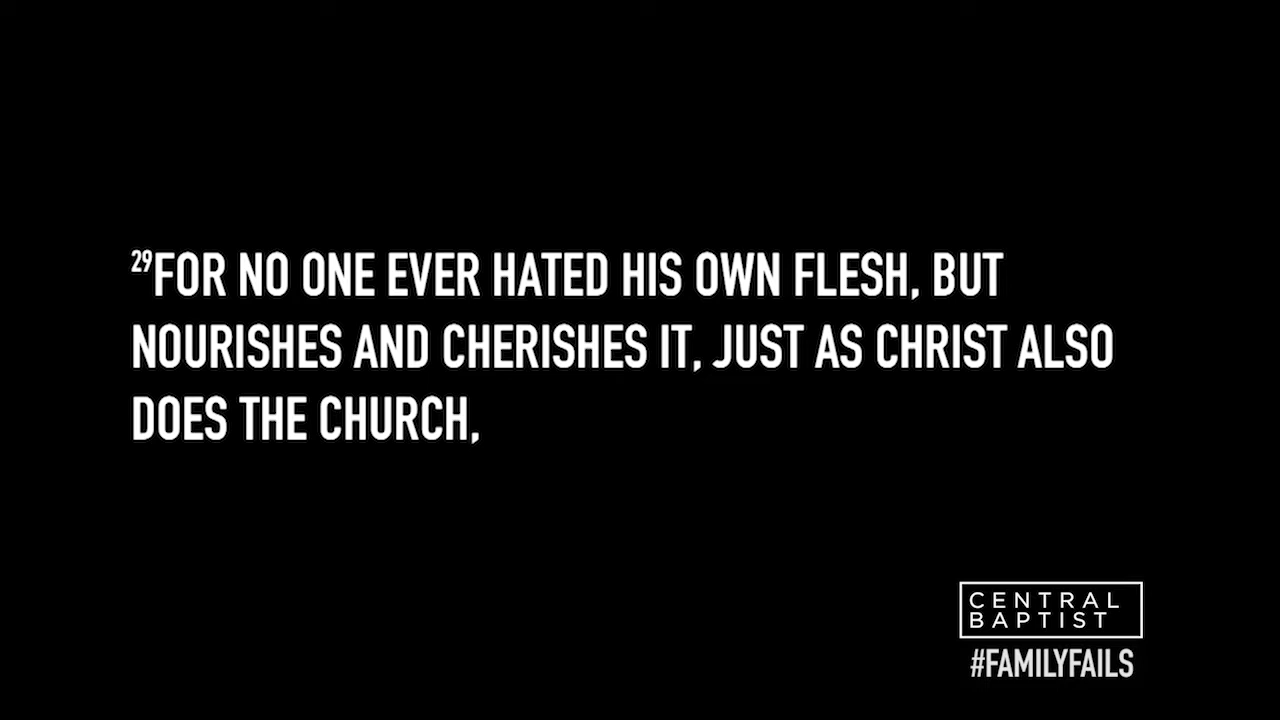 29FOR NO ONE EVER HATED HIS OWN FLESH, BUT
NOURISHES AND CHERISHES IT, JUST AS CHRIST ALSO
DOES THE CHURCH,
CENTRAL
BAPTIST
#FAMILYFAILS